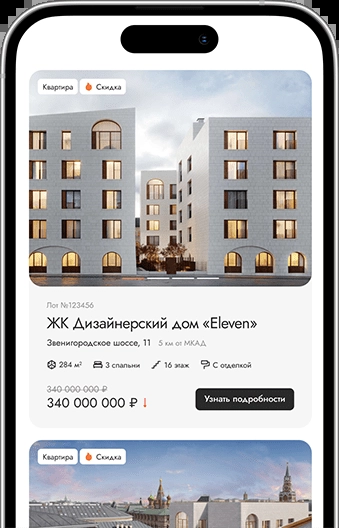 Квартира
Скидка
Лот №123456
ЖК Дизайнерский дом «Eleven»
Звенигородское шоссе, 11 5 км от МКАД
284 м² 3 спальни 16 этаж С отделкой
340 000 000 ₽
340 000 000 ₽ ↓
Узнать подробности
Квартира
Скидка